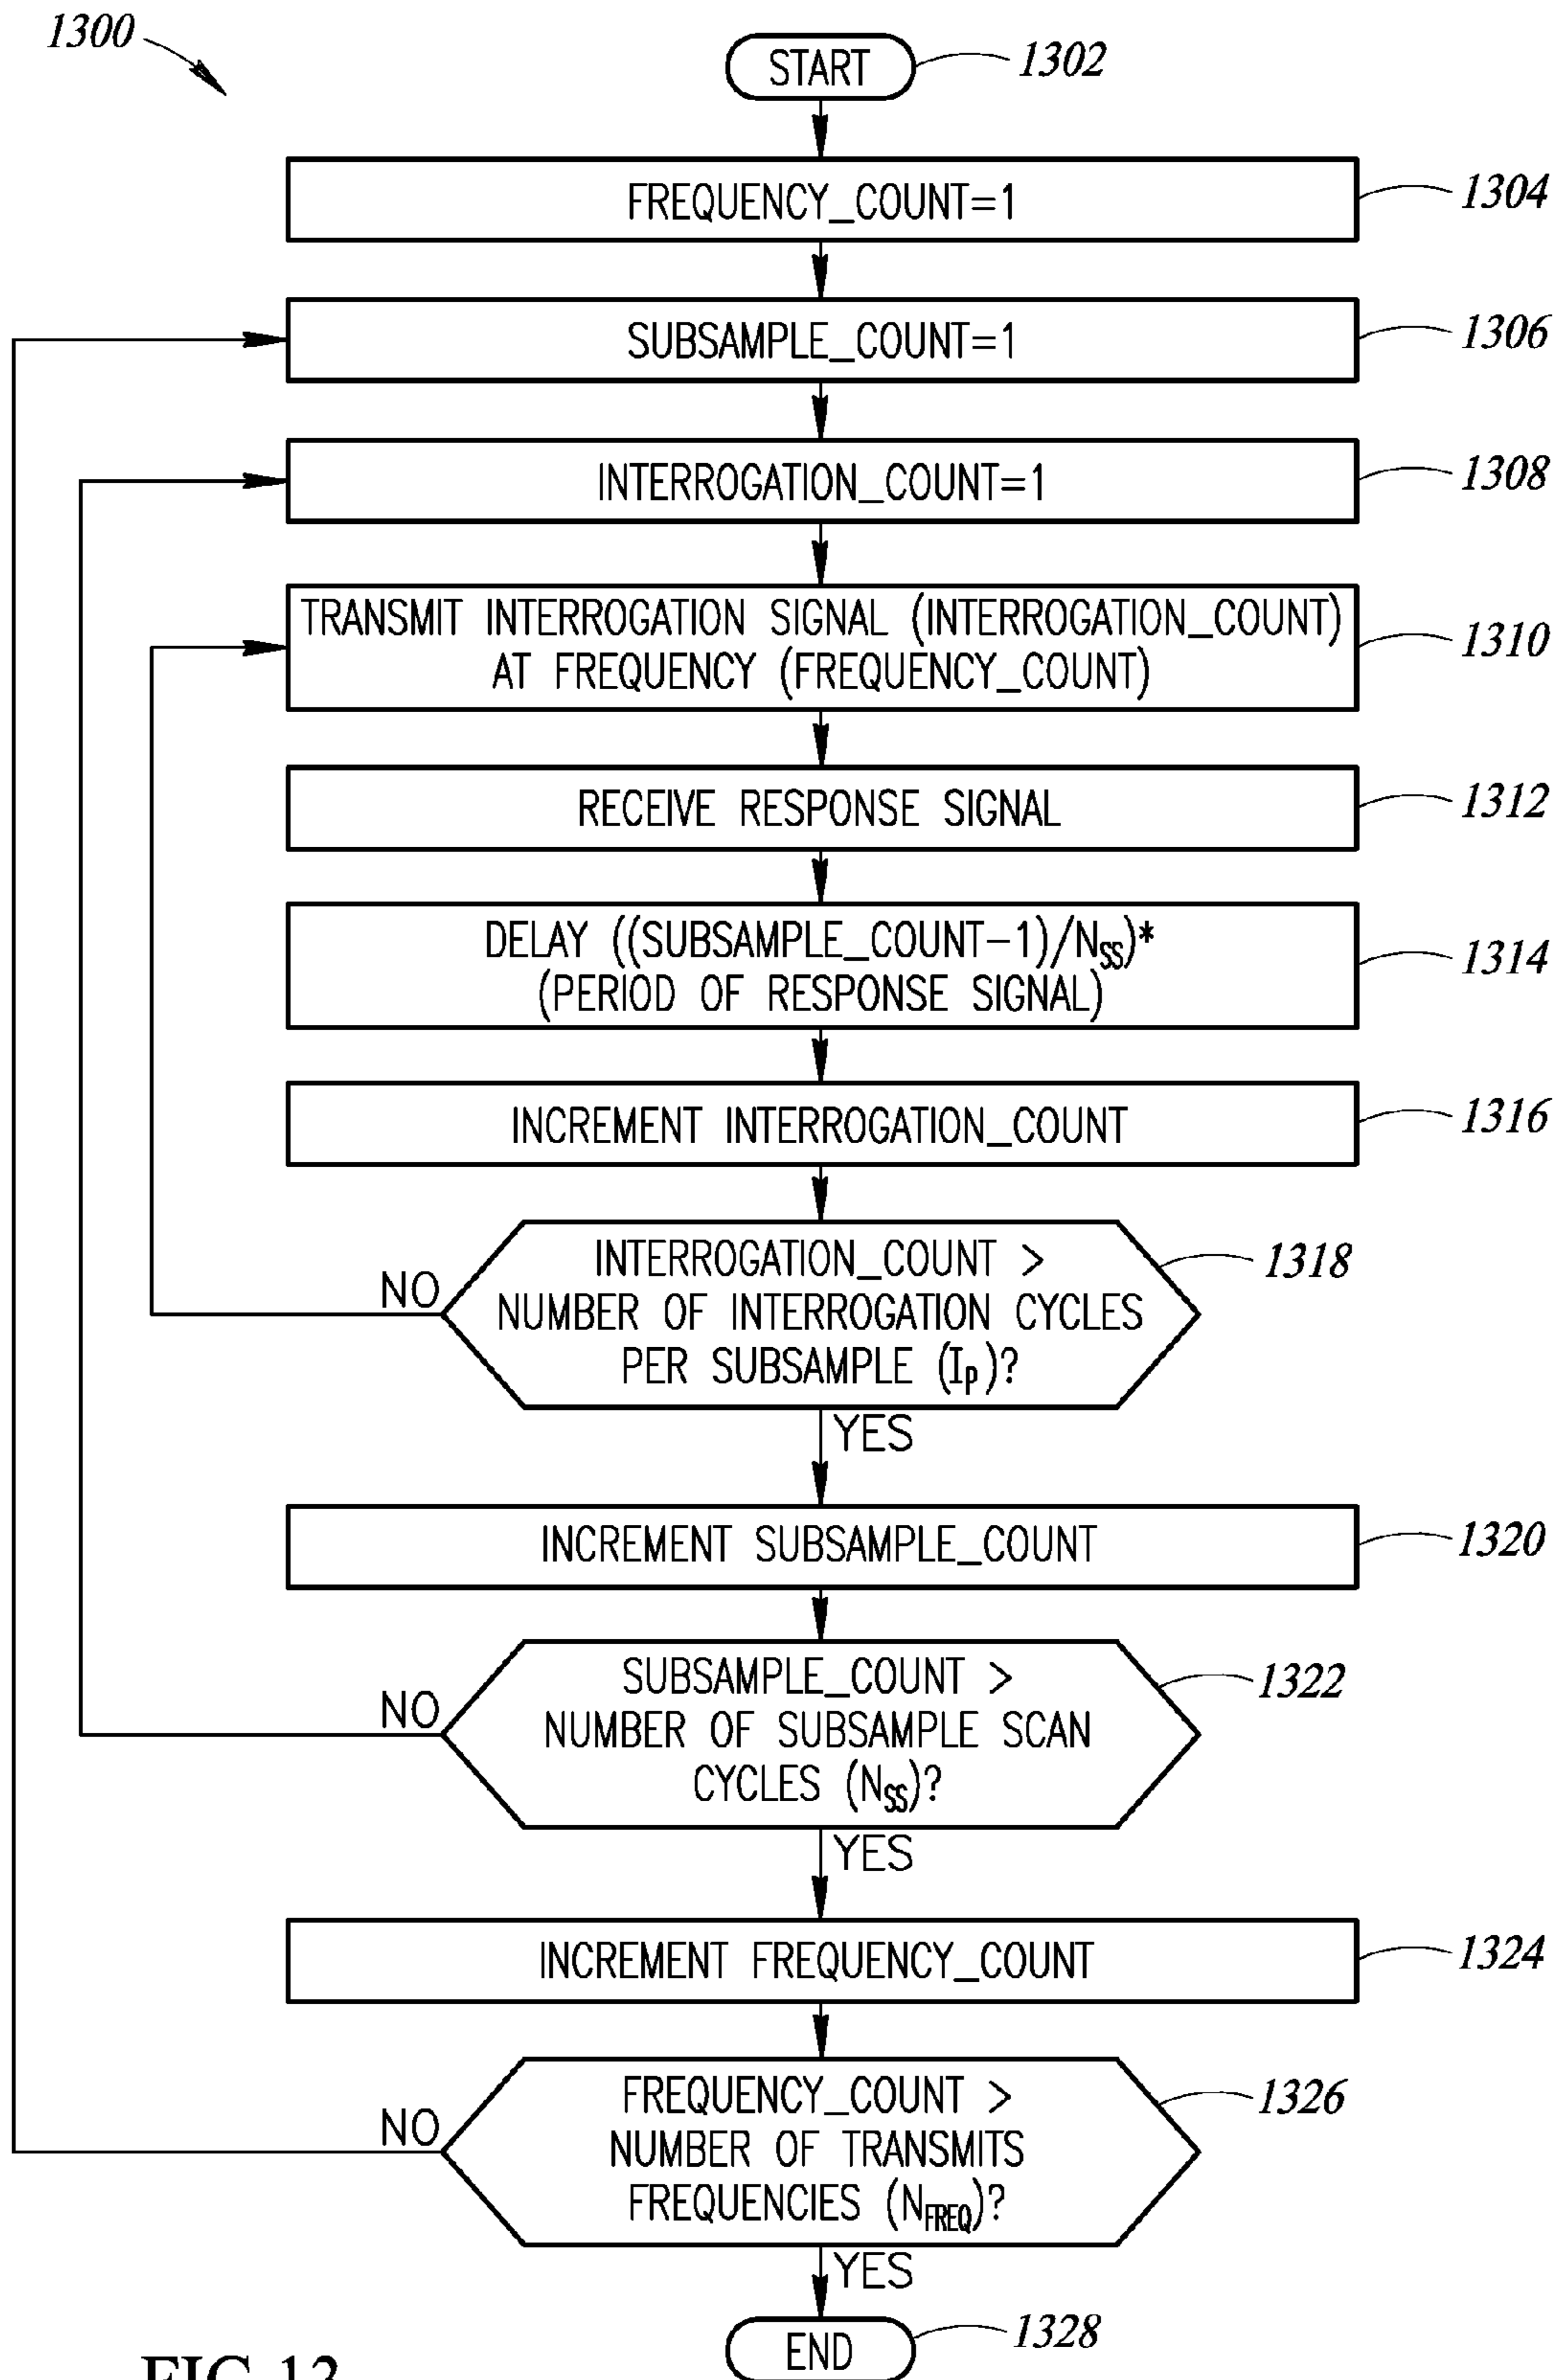 1300
START
1302
FREQUENCY_COUNT=1
1304
SUBSAMPLE_COUNT=1
1306
INTERROGATION_COUNT=1
1308
TRANSMIT INTERROGATION SIGNAL (INTERROGATION_COUNT)
AT FREQUENCY (FREQUENCY_COUNT)
1310
RECEIVE RESPONSE SIGNAL
1312
DELAY ((SUBSAMPLE_COUNT-1)/NSS)*
(PERIOD OF RESPONSE SIGNAL)
1314
INCREMENT INTERROGATION_COUNT
1316
INTERROGATION_COUNT >
NUMBER OF INTERROGATION CYCLES
PER SUBSAMPLE (IP)?
1318
NO
YES
INCREMENT SUBSAMPLE_COUNT
1320
SUBSAMPLE_COUNT >
NUMBER OF SUBSAMPLE SCAN
CYCLES (NSS)?
1322
NO
YES
INCREMENT FREQUENCY_COUNT
1324
FREQUENCY_COUNT >
NUMBER OF TRANSMITS
FREQUENCIES (NFREQ)?
1326
NO
YES
END
1328